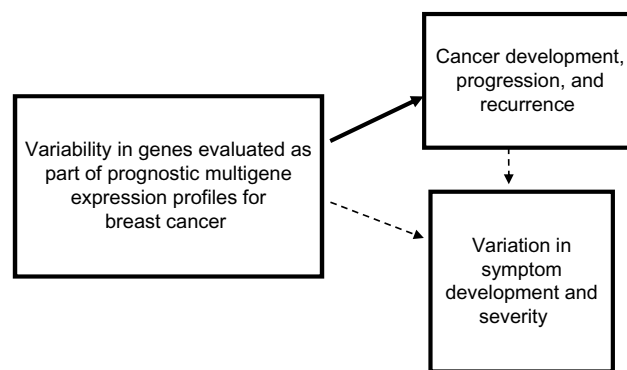 Cancer development,
progression, and
recurrence
Variability in genes evaluated as
part of prognostic multigene
expression profiles for
breast cancer
Variation in
symptom
development and
severity